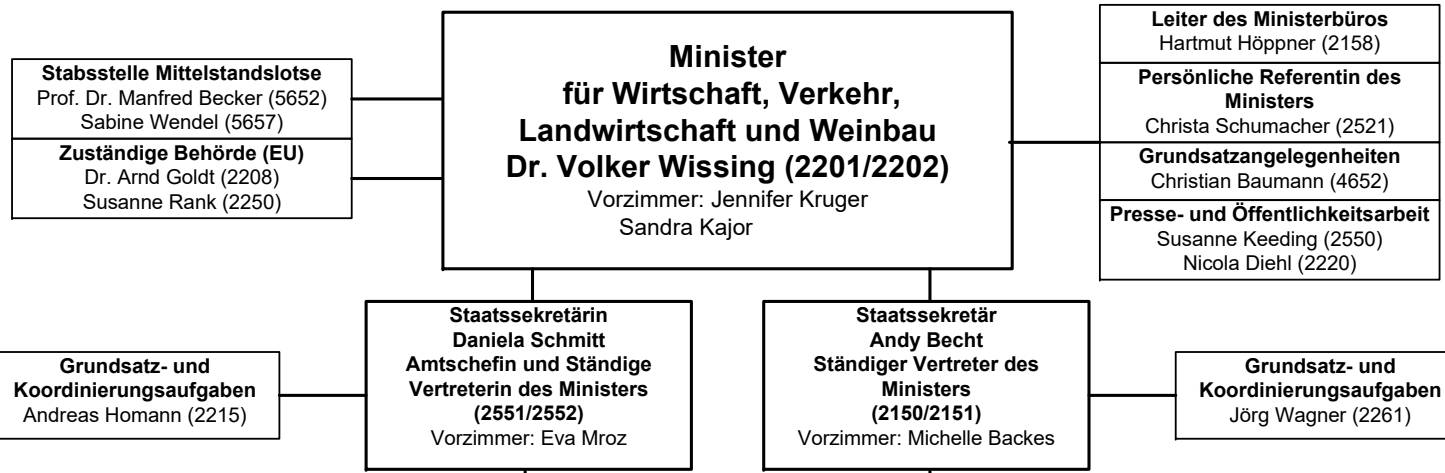 Minister
für Wirtschaft, Verkehr,
Landwirtschaft und Weinbau
Dr. Volker Wissing (2201/2202)
Vorzimmer: Jennifer Kruger
Sandra Kajor
Stabsstelle Mittelstandslotse
Prof. Dr. Manfred Becker (5652)
Sabine Wendel (5657)
Zuständige Behörde (EU)
Dr. Arnd Goldt (2208)
Susanne Rank (2250)
Leiter des Ministerbüros
Hartmut Höppner (2158)
Persönliche Referentin des
Ministers
Christa Schumacher (2521)
Grundsatzangelegenheiten
Christian Baumann (4652)
Presse- und Öffentlichkeitsarbeit
Susanne Keeding (2550)
Nicola Diehl (2220)
Grundsatz- und
Koordinierungsaufgaben
Andreas Homann (2215)
Staatssekretärin
Daniela Schmitt
Amtschefin und Ständige
Vertreterin des Ministers
(2551/2552)
Vorzimmer: Eva Mroz
Staatssekretär
Andy Becht
Ständiger Vertreter des
Ministers
(2150/2151)
Vorzimmer: Michelle Backes
Grundsatz- und
Koordinierungsaufgaben
Jörg Wagner (2261)